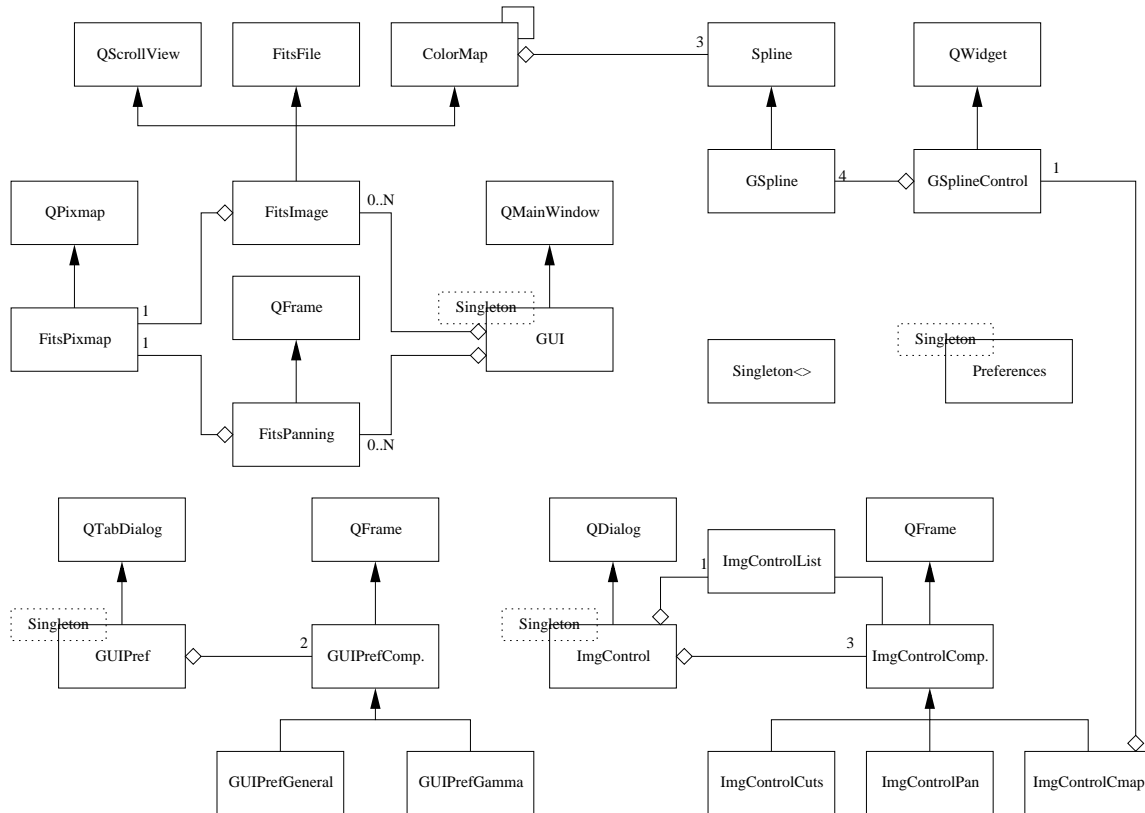 QScrollView
FitsFile
ColorMap
3
Spline
QWidget
GSpline
4
GSplineControl
1
QPixmap
FitsImage
0..N
QMainWindow
QFrame
Singleton
GUI
FitsPixmap
1
1
Singleton<>
Singleton
Preferences
FitsPanning
0..N
QTabDialog
QFrame
QDialog
ImgControlList
1
QFrame
Singleton
GUIPref
2
GUIPrefComp.
Singleton
ImgControl
3
ImgControlComp.
GUIPrefGeneral
GUIPrefGamma
ImgControlCuts
ImgControlPan
ImgControlCmap